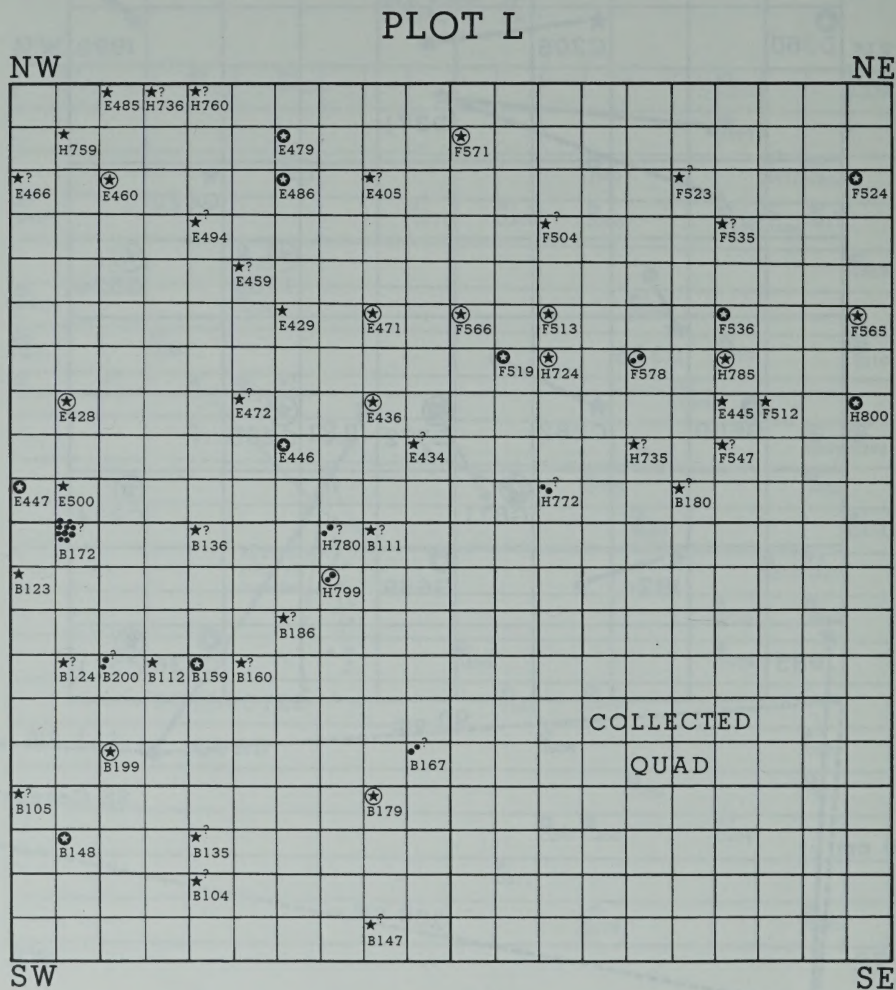 PLOT L
NW NE
★ ★? ★?
E485 H736 H760
★ ✪ ★
H759 E479 F571
★? ★ ✪ ★? ★? ✪
E466 E460 E486 E405 F523 F524
★? ★? ★?
E494 F504 F535
★?
E459
★ ★ ★ ★ ✪ ★
E429 E471 F566 F513 F536 F565
✪ ★ ★
F519 H724 F578 H785
★ ★? ★ ★ ★ ✪
E428 E472 E436 E445 F512 H800
✪ ★? ★? ★?
E446 E434 H735 F547
✪ ★ ? ★?
E447 E500 H772 B180
? ★? ? ★?
B172 B136 H780 B111
★
B123 H799
★?
B186
★? ? ★ ✪ ★?
B124 B200 B112 B159 B160
COLLECTED
★ ?
B199 B167 QUAD
★? ★
B105 B179
✪ ★?
B148 B135
★?
B104
★?
B147
SW SE